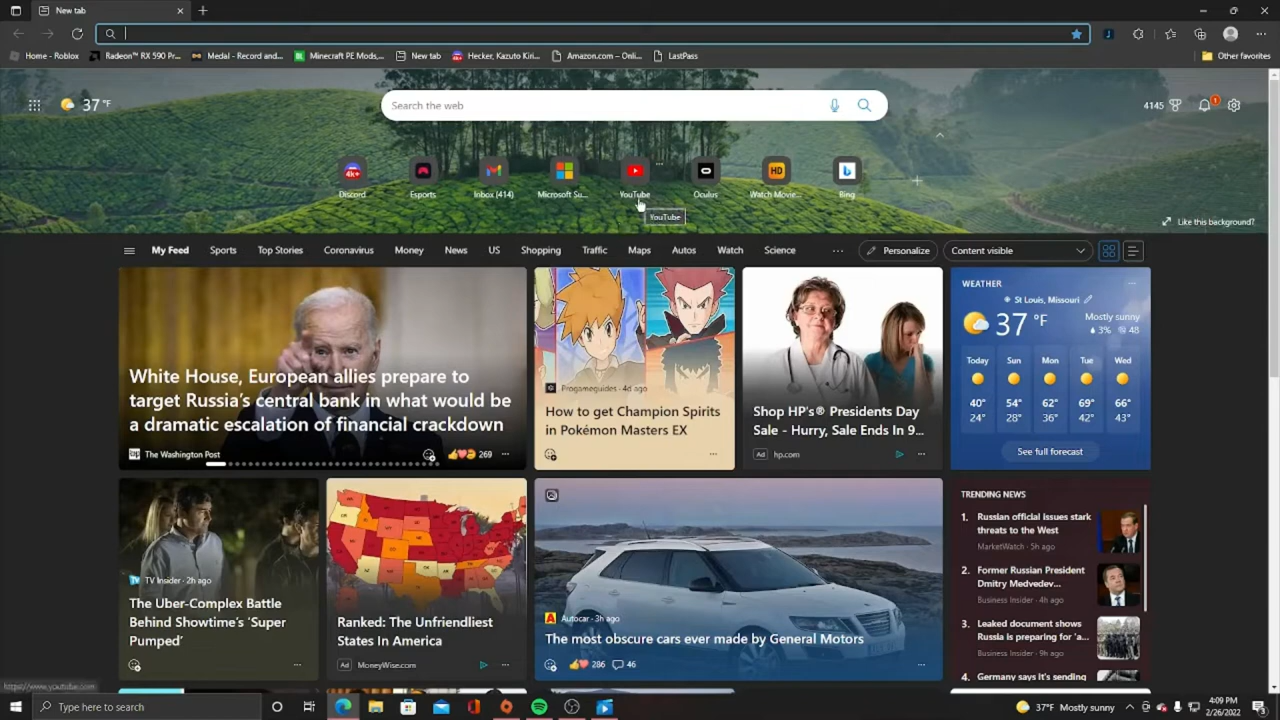 New tab
Home - Roblox
Radeon™ RX 590 Pr...
Medal - Record and...
Minecraft PE Mods,...
New tab
Hecker, Kazuto Kiri...
Amazon.com – Onli...
LastPass
Other favorites
37 °F
Search the web
4145
1
4k+
HD
Discord
Esports
Inbox (414)
Microsoft Su...
YouTube
Oculus
Watch Movie...
Bing
YouTube
Like this background?
My Feed
Sports
Top Stories
Coronavirus
Money
News
US
Shopping
Traffic
Maps
Autos
Watch
Science
Personalize
Content visible
White House, European allies prepare to
target Russia's central bank in what would be
a dramatic escalation of financial crackdown
The Washington Post
269
Progameguides · 4d ago
How to get Champion Spirits
in Pokémon Masters EX
Shop HP's® Presidents Day
Sale - Hurry, Sale Ends In 9...
Ad hp.com
WEATHER
St Louis, Missouri
37 °F
Mostly sunny
3% 48
Today Sun Mon Tue Wed
40° 54° 62° 69° 66°
24° 28° 36° 42° 43°
See full forecast
TV Insider · 2h ago
The Uber-Complex Battle
Behind Showtime's 'Super
Pumped'
Ranked: The Unfriendliest
States In America
Ad MoneyWise.com
Autocar · 3h ago
The most obscure cars ever made by General Motors
286 46
TRENDING NEWS
1. Russian official issues stark
threats to the West
MarketWatch · 5h ago
2. Former Russian President
Dmitry Medvedev...
Business Insider · 4h ago
3. Leaked document shows
Russia is preparing for 'a...
Business Insider · 9h ago
4. Germany says it's sending
https://www.youtube.com
Type here to search
37°F Mostly sunny
4:09 PM
2/26/2022
3